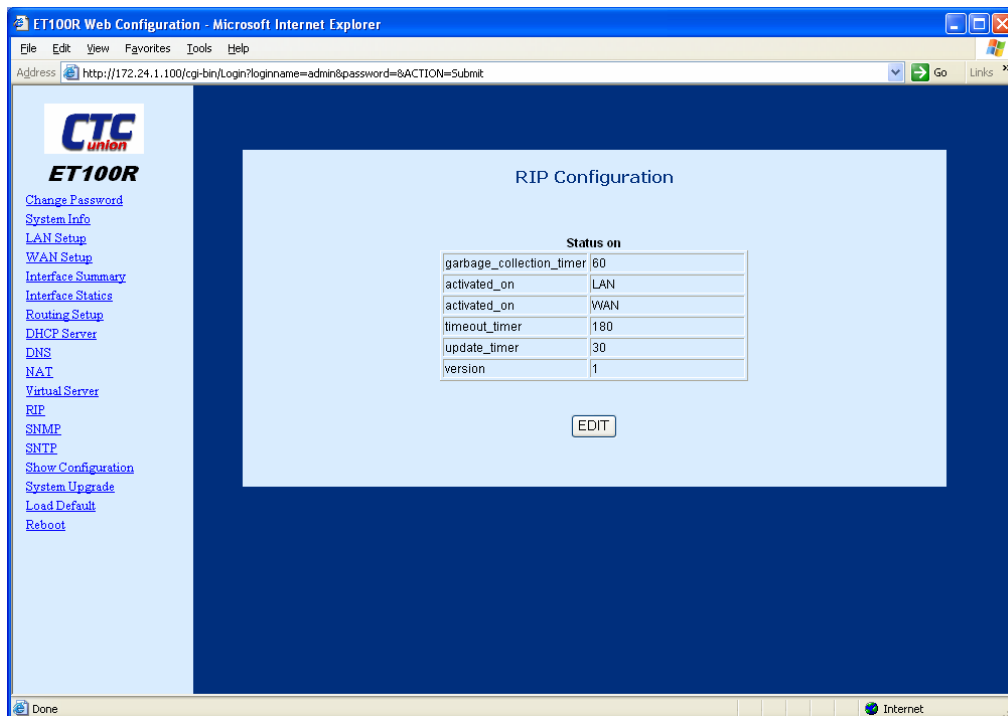 ET100R Web Configuration - Microsoft Internet Explorer
File Edit View Favorites Tools Help
Address http://172.24.1.100/cgi-bin/Login?loginname=admin&password=&ACTION=Submit Go Links »
CTC
union
ET100R
Change Password
System Info
LAN Setup
WAN Setup
Interface Summary
Interface Statics
Routing Setup
DHCP Server
DNS
NAT
Virtual Server
RIP
SNMP
SNTP
Show Configuration
System Upgrade
Load Default
Reboot
RIP Configuration
Status on
garbage_collection_timer 60
activated_on LAN
activated_on WAN
timeout_timer 180
update_timer 30
version 1
EDIT
Done Internet